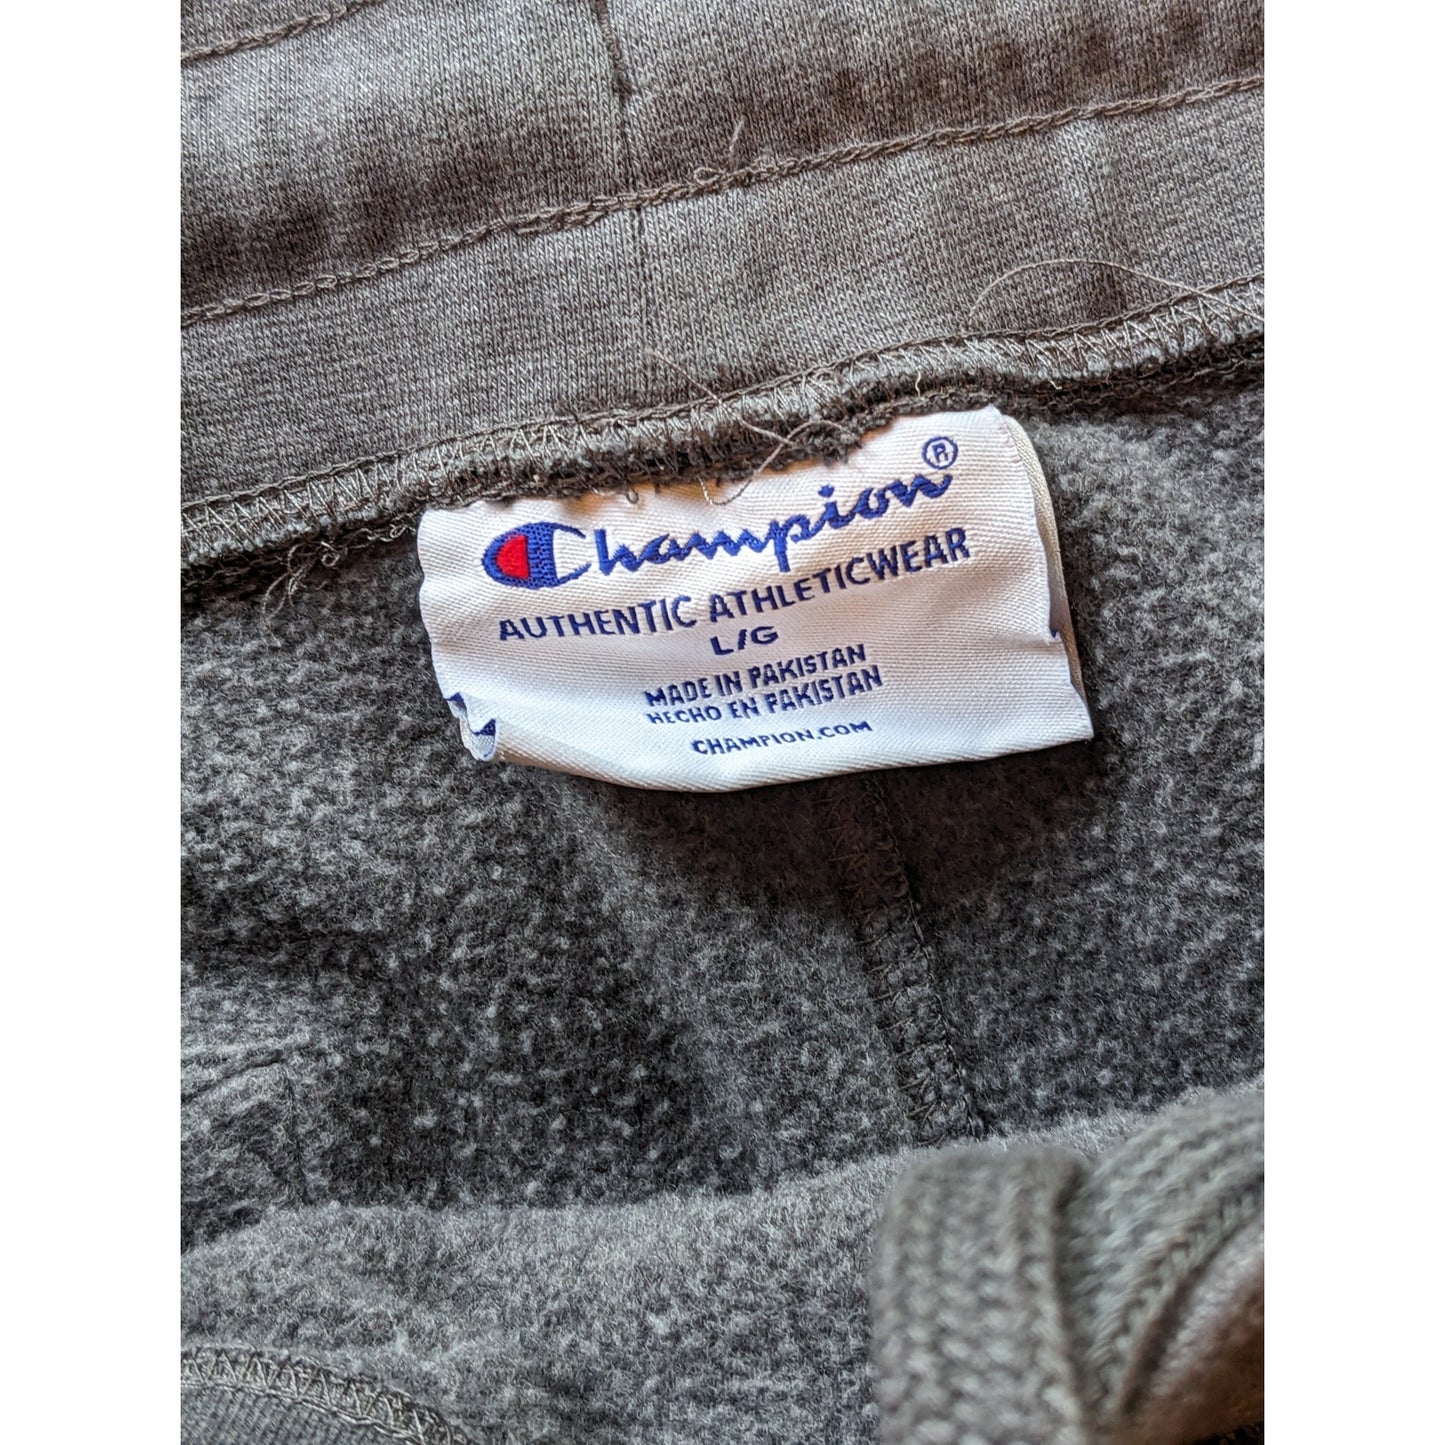 Champion®
AUTHENTIC ATHLETICWEAR
L/G
MADE IN PAKISTAN
HECHO EN PAKISTAN
CHAMPION.COM